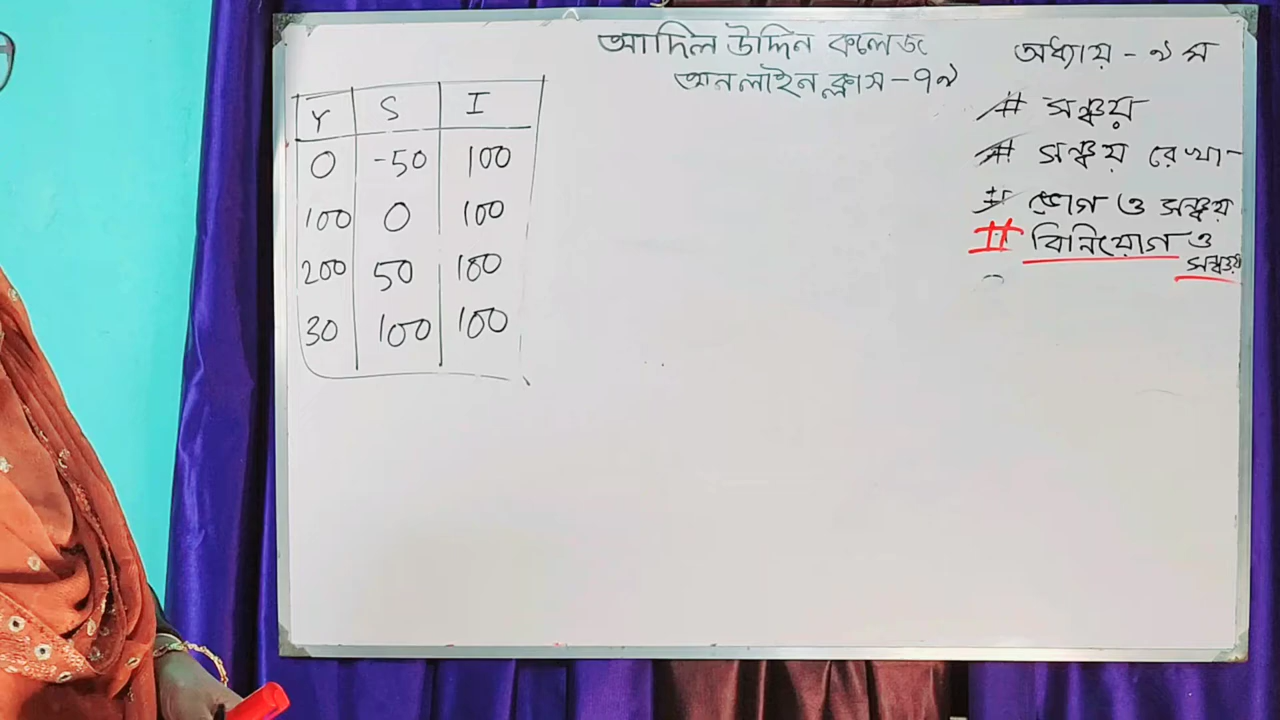 আদিল উদ্দিন কলেজ
অনলাইন ক্লাস - ৭৯
Y S I
0 -50 100
100 0 100
200 50 100
30 100 100
অধ্যায় - ৯ম
# সঞ্চয়
# সঞ্চয় রেখা
# ভোগ ও সঞ্চয়
# বিনিয়োগ ও
সঞ্চয়